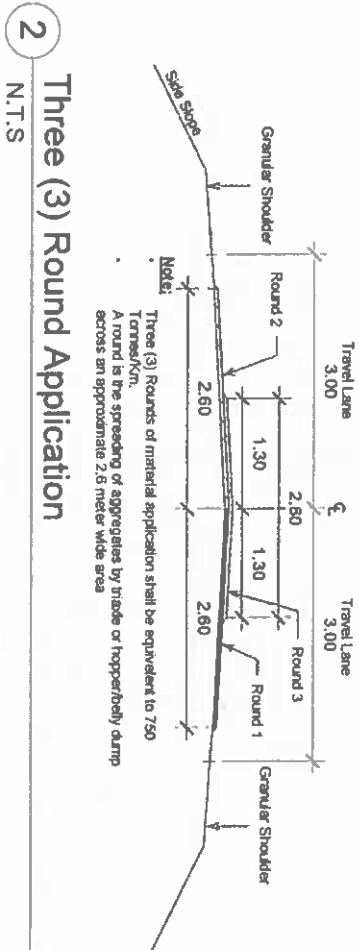 Travel Lane
3.00
℄
Travel Lane
3.00
Granular Shoulder
Side Slope
Round 2
2.60
1.30
1.30
Round 3
Round 1
Granular Shoulder
2.60
2.60
Note:
• Three (3) Rounds of material application shall be equivalent to 750
Tonnes/Km.
• A round is the spreading of aggregates by triaxle or hopper/belly dump
across an approximate 2.6 meter wide area
2
Three (3) Round Application
N.T.S